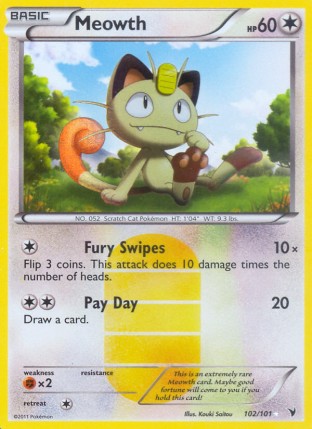 BASIC
Meowth HP60
NO. 052 Scratch Cat Pokémon HT: 1'04" WT: 9.3 lbs.
Fury Swipes 10×
Flip 3 coins. This attack does 10 damage times the
number of heads.
Pay Day 20
Draw a card.
weakness resistance
×2
retreat
This is an extremely rare
Meowth card. Maybe good
fortune will come to you if you
hold this card!
©2011 Pokémon
Illus. Kouki Saitou
102/101